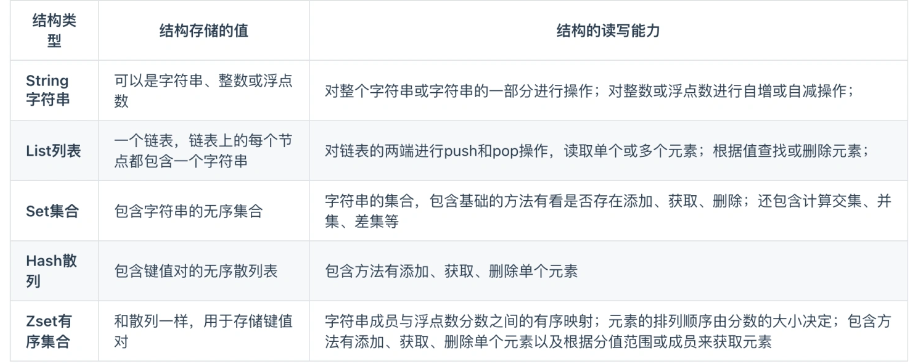 结构类
型
结构存储的值
结构的读写能力
String
字符串
可以是字符串、整数或浮点
数
对整个字符串或字符串的一部分进行操作；对整数或浮点数进行自增或自减操作；
List列表
一个链表，链表上的每个节
点都包含一个字符串
对链表的两端进行push和pop操作，读取单个或多个元素；根据值查找或删除元素；
Set集合
包含字符串的无序集合
字符串的集合，包含基础的方法有看是否存在添加、获取、删除；还包含计算交集、并
集、差集等
Hash散
列
包含键值对的无序散列表
包含方法有添加、获取、删除单个元素
Zset有
序集合
和散列一样，用于存储键值
对
字符串成员与浮点数分数之间的有序映射；元素的排列顺序由分数的大小决定；包含方
法有添加、获取、删除单个元素以及根据分值范围或成员来获取元素